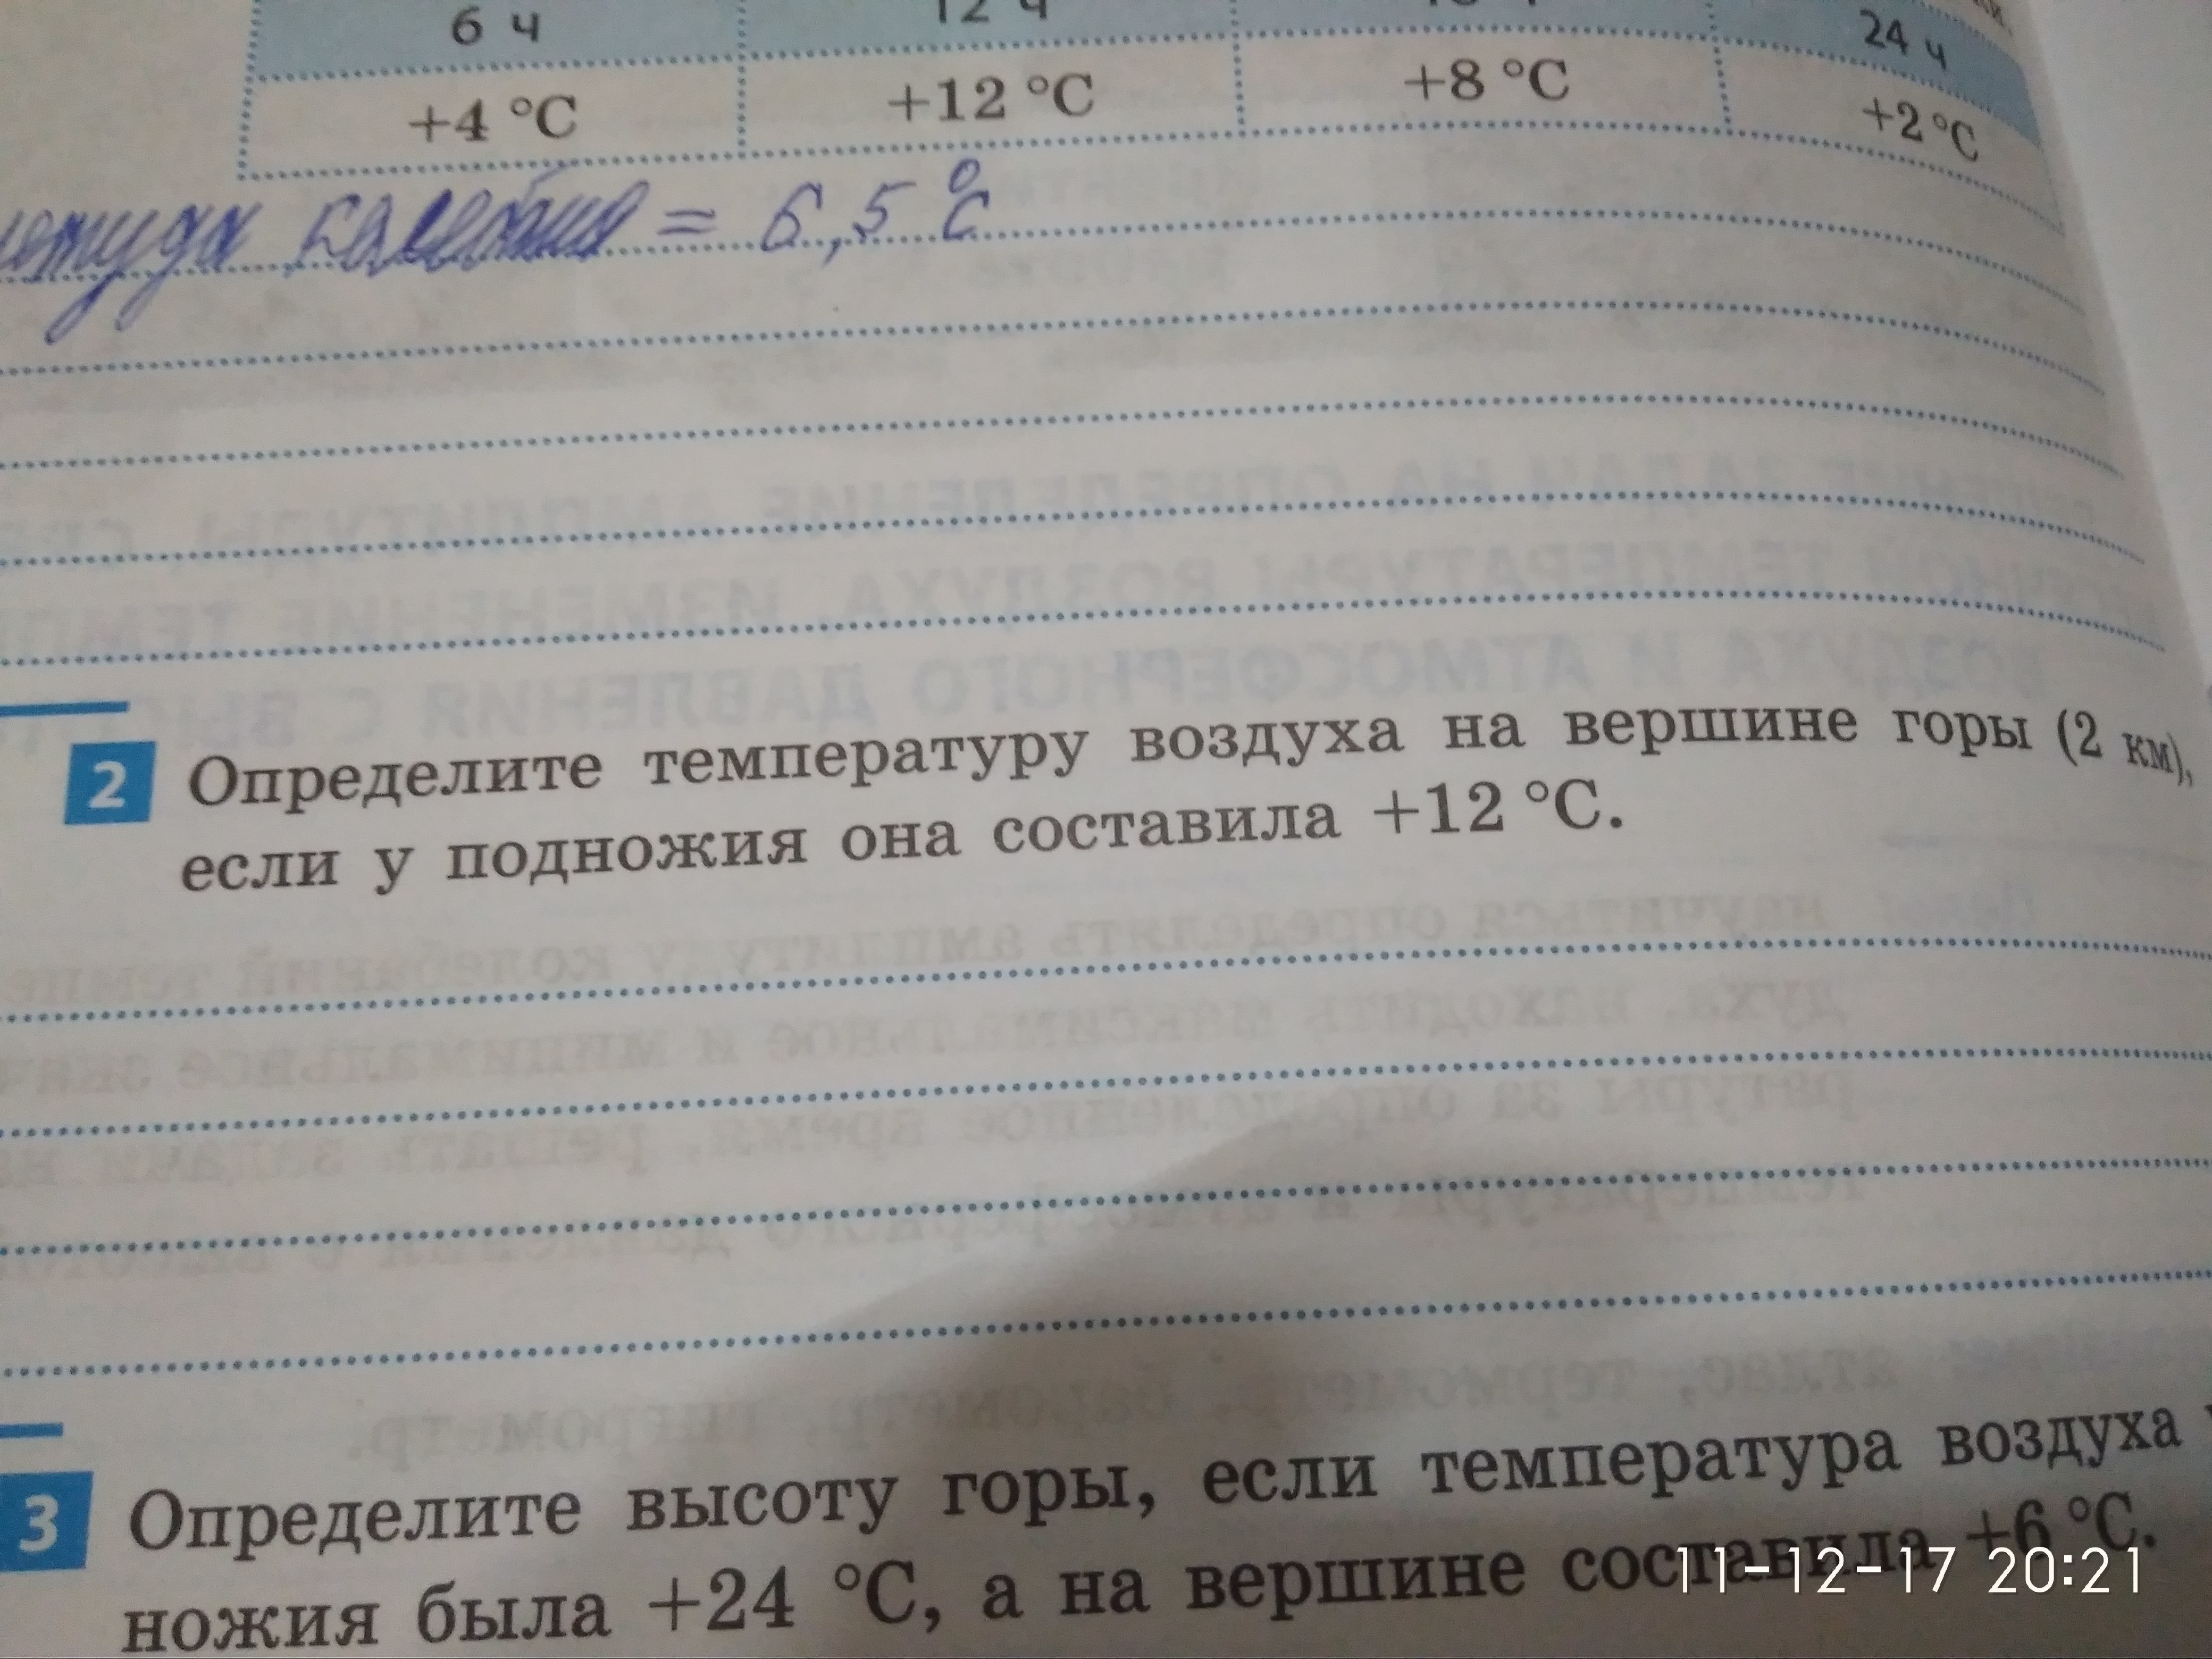 6 ч 12 ч 24 ч
+4 °C +12 °C +8 °C +2 °C
= 6,5 °C
2 Определите температуру воздуха на вершине горы (2 км),
если у подножия она составила +12 °C.
3 Определите высоту горы, если температура воздуха
ножия была +24 °C, а на вершине составила +6 °C.
11-12-17 20:21